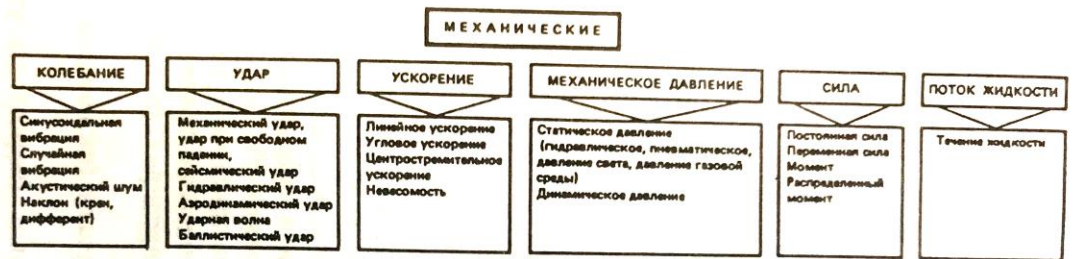 МЕХАНИЧЕСКИЕ
КОЛЕБАНИЕ
Синусоидальная
вибрация
Случайная
вибрация
Акустический шум
Наклон (крен,
дифферент)
УДАР
Механический удар,
удар при свободном
падении,
сейсмический удар
Гидравлический удар
Аэродинамический удар
Ударная волна
Баллистический удар
УСКОРЕНИЕ
Линейное ускорение
Угловое ускорение
Центростремительное
ускорение
Невесомость
МЕХАНИЧЕСКОЕ ДАВЛЕНИЕ
Статическое давление
(гидравлическое, пневматическое,
давление света, давление газовой
среды)
Динамическое давление
СИЛА
Постоянная сила
Переменная сила
Момент
Распределенный
момент
ПОТОК ЖИДКОСТИ
Течение жидкости